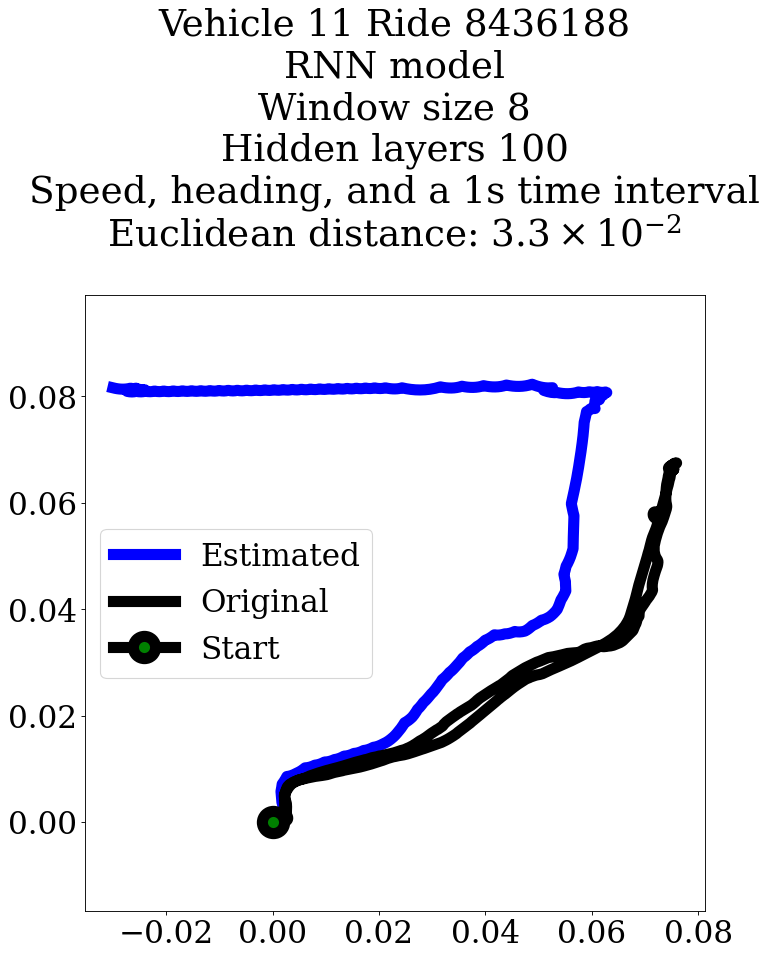 Vehicle 11 Ride 8436188
RNN model
Window size 8
Hidden layers 100
Speed, heading, and a 1s time interval
Euclidean distance: 3.3 × 10⁻²
0.08
0.06
0.04
0.02
0.00
Estimated
Original
Start
−0.02 0.00 0.02 0.04 0.06 0.08